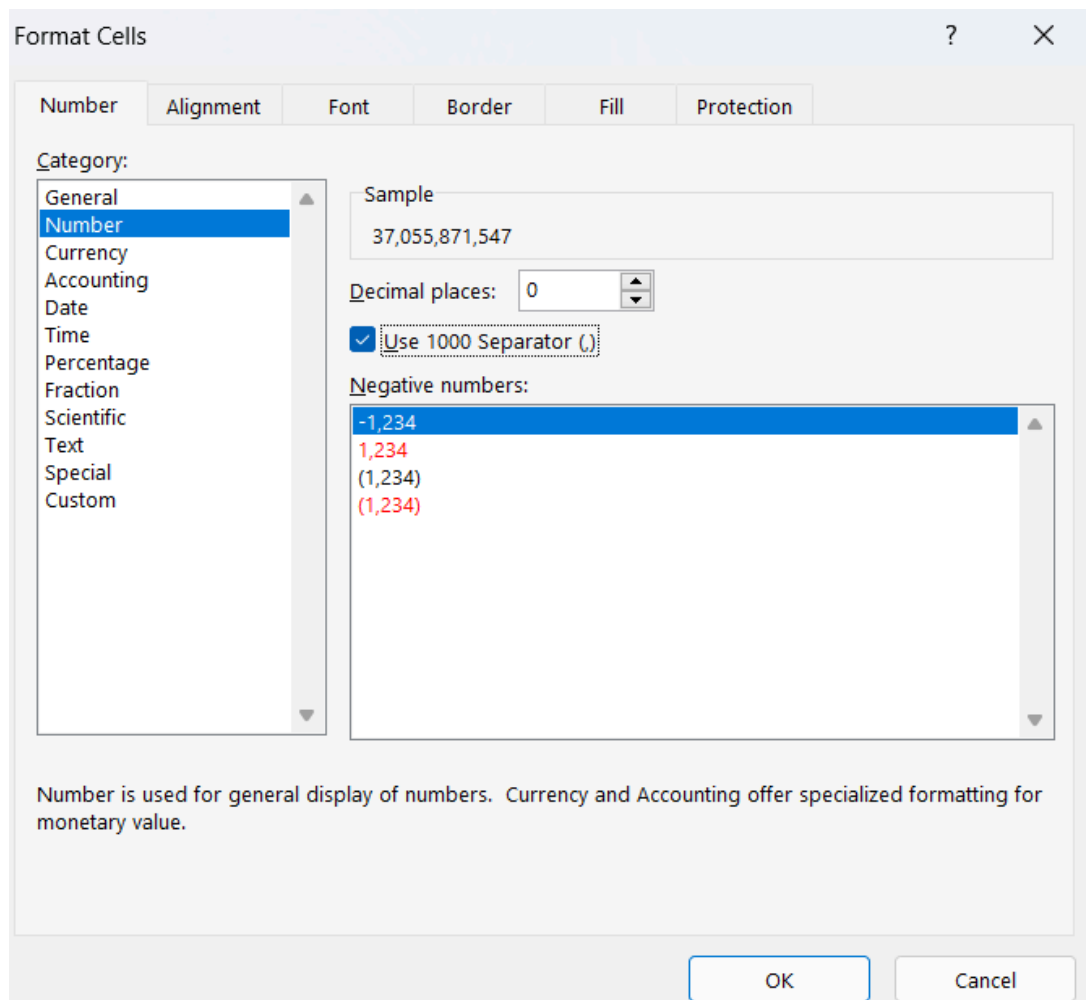 Format Cells
?
Number Alignment Font Border Fill Protection
Category:
General
Number
Currency
Accounting
Date
Time
Percentage
Fraction
Scientific
Text
Special
Custom
Sample
37,055,871,547
Decimal places: 0
Use 1000 Separator (,)
Negative numbers:
-1,234
1,234
(1,234)
(1,234)
Number is used for general display of numbers.  Currency and Accounting offer specialized formatting for
monetary value.
OK Cancel